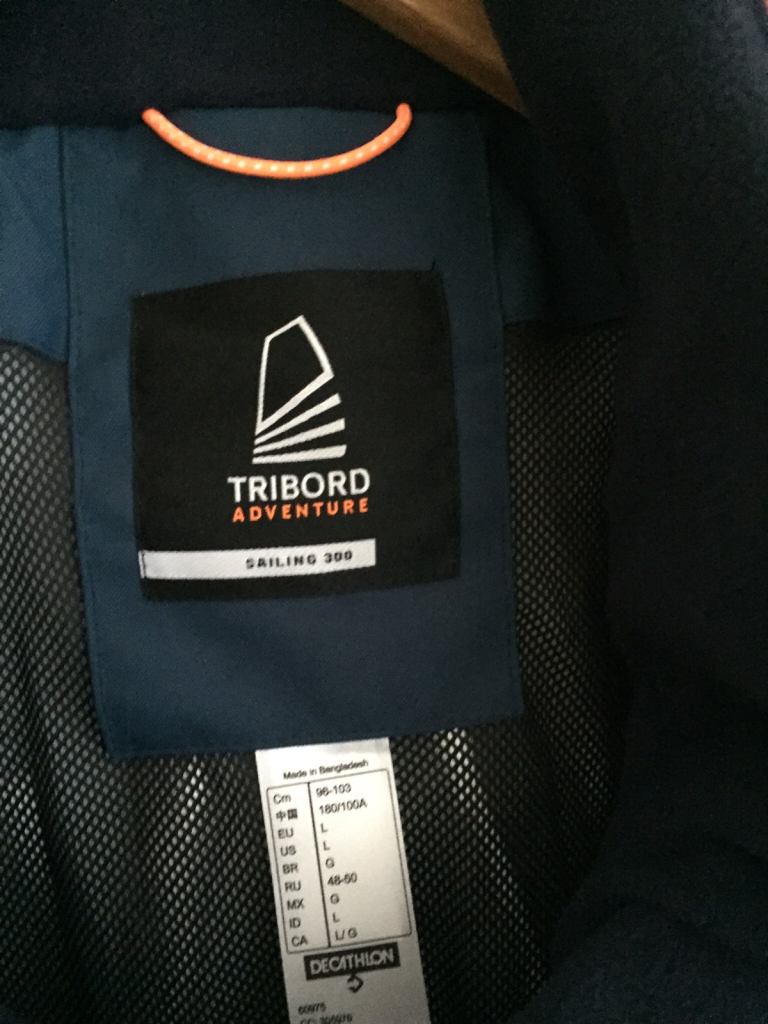 TRIBORD
ADVENTURE
SAILING 300
Made in Bangladesh
Cm 96-103
中国 180/100A
EU L
US L
BR G
RU 48-50
MX G
ID L
CA L/G
DECATHLON